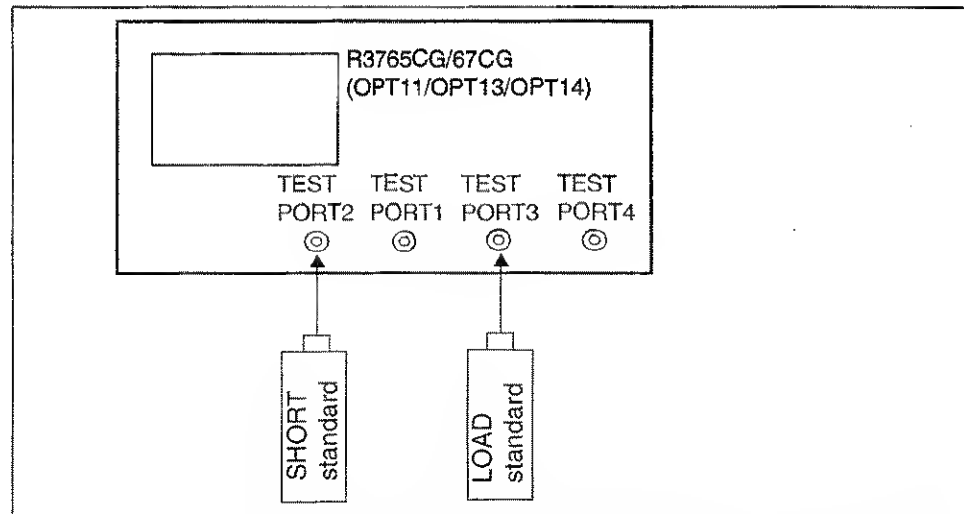 R3765CG/67CG
(OPT11/OPT13/OPT14)
TEST TEST TEST TEST
PORT2 PORT1 PORT3 PORT4
SHORT
standard
LOAD
standard